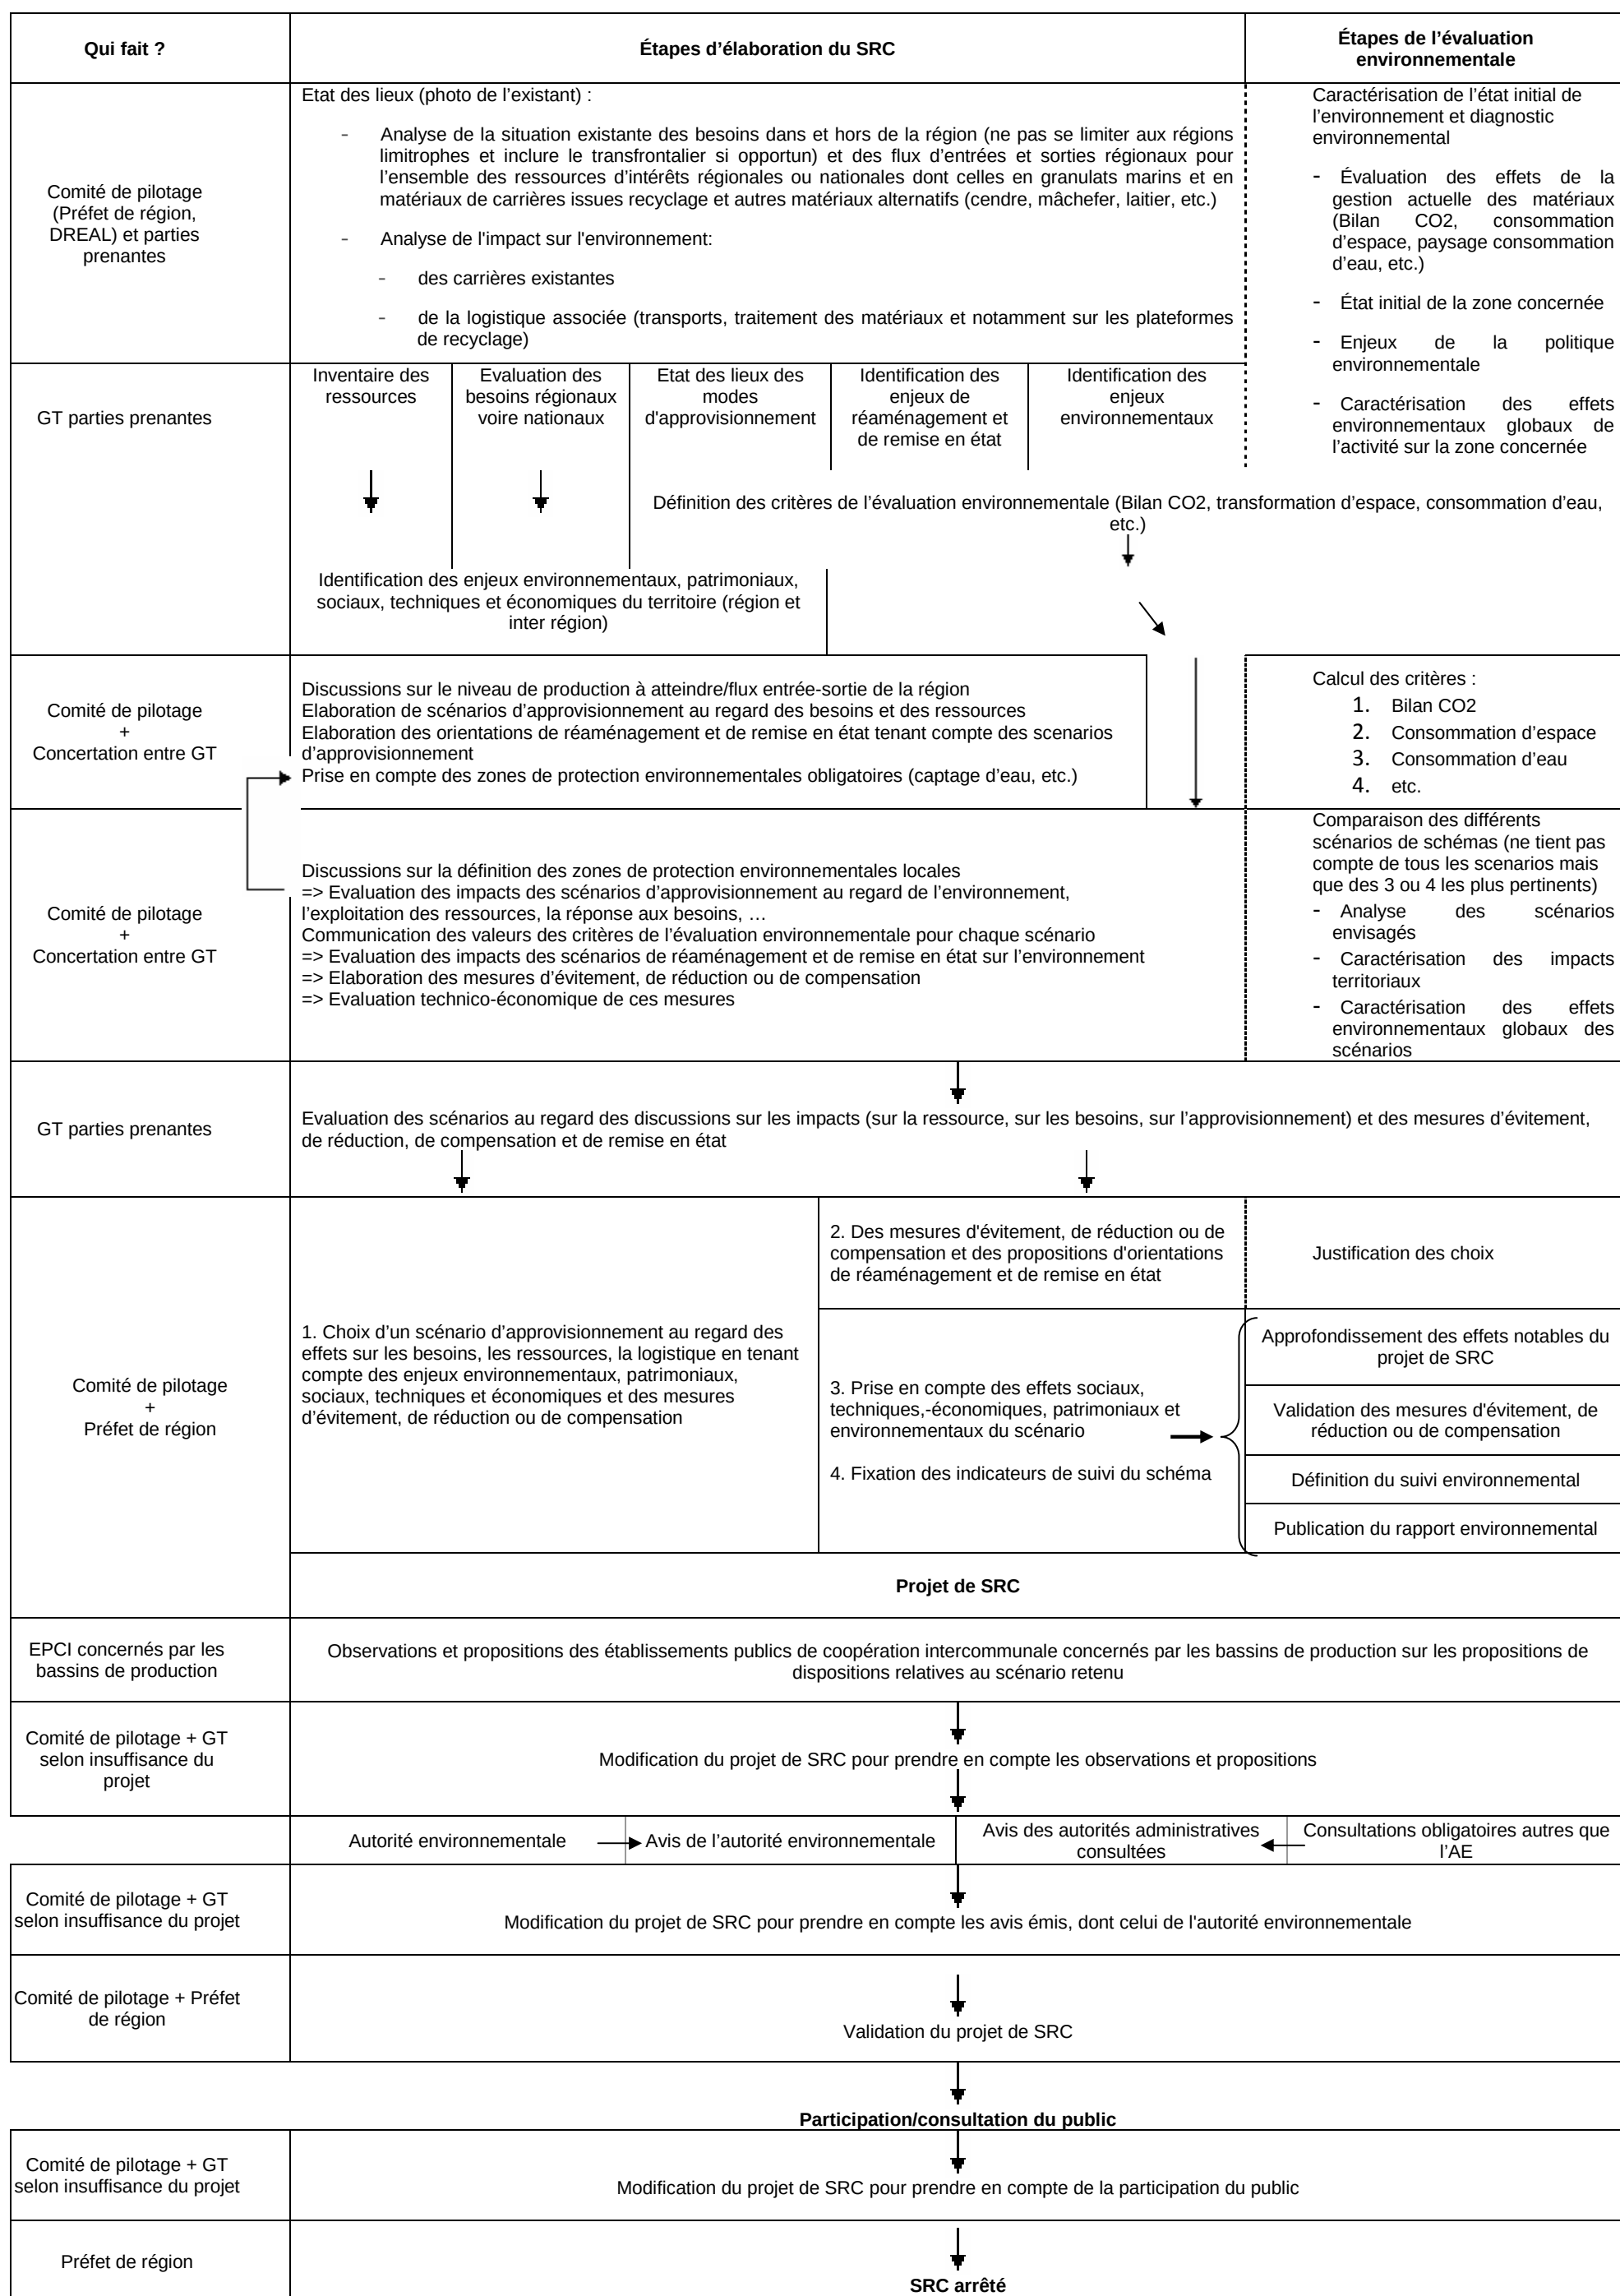 Qui fait ?
Étapes d’élaboration du SRC
Étapes de l’évaluation
environnementale
Comité de pilotage
(Préfet de région,
DREAL) et parties
prenantes
Etat des lieux (photo de l’existant) :
- Analyse de la situation existante des besoins dans et hors de la région (ne pas se limiter aux régions
limitrophes et inclure le transfrontalier si opportun) et des flux d’entrées et sorties régionaux pour
l’ensemble des ressources d’intérêts régionales ou nationales dont celles en granulats marins et en
matériaux de carrières issues recyclage et autres matériaux alternatifs (cendre, mâchefer, laitier, etc.)
- Analyse de l'impact sur l'environnement:
- des carrières existantes
- de la logistique associée (transports, traitement des matériaux et notamment sur les plateformes
de recyclage)
Caractérisation de l’état initial de
l’environnement et diagnostic
environnemental
- Évaluation des effets de la
gestion actuelle des matériaux
(Bilan CO2, consommation
d’espace, paysage consommation
d’eau, etc.)
- État initial de la zone concernée
- Enjeux de la politique
environnementale
- Caractérisation des effets
environnementaux globaux de
l’activité sur la zone concernée
GT parties prenantes
Inventaire des
ressources
Evaluation des
besoins régionaux
voire nationaux
Etat des lieux des
modes
d'approvisionnement
Identification des
enjeux de
réaménagement et
de remise en état
Identification des
enjeux
environnementaux
Définition des critères de l’évaluation environnementale (Bilan CO2, transformation d’espace, consommation d’eau,
etc.)
Identification des enjeux environnementaux, patrimoniaux,
sociaux, techniques et économiques du territoire (région et
inter région)
Comité de pilotage
+
Concertation entre GT
Discussions sur le niveau de production à atteindre/flux entrée-sortie de la région
Elaboration de scénarios d’approvisionnement au regard des besoins et des ressources
Elaboration des orientations de réaménagement et de remise en état tenant compte des scenarios
d’approvisionnement
Prise en compte des zones de protection environnementales obligatoires (captage d’eau, etc.)
Calcul des critères :
1. Bilan CO2
2. Consommation d’espace
3. Consommation d’eau
4. etc.
Comité de pilotage
+
Concertation entre GT
Discussions sur la définition des zones de protection environnementales locales
=> Evaluation des impacts des scénarios d’approvisionnement au regard de l’environnement,
l’exploitation des ressources, la réponse aux besoins, …
Communication des valeurs des critères de l’évaluation environnementale pour chaque scénario
=> Evaluation des impacts des scénarios de réaménagement et de remise en état sur l’environnement
=> Elaboration des mesures d’évitement, de réduction ou de compensation
=> Evaluation technico-économique de ces mesures
Comparaison des différents
scénarios de schémas (ne tient pas
compte de tous les scenarios mais
que des 3 ou 4 les plus pertinents)
- Analyse des scénarios
envisagés
- Caractérisation des impacts
territoriaux
- Caractérisation des effets
environnementaux globaux des
scénarios
GT parties prenantes
Evaluation des scénarios au regard des discussions sur les impacts (sur la ressource, sur les besoins, sur l’approvisionnement) et des mesures d’évitement,
de réduction, de compensation et de remise en état
Comité de pilotage
+
Préfet de région
1. Choix d’un scénario d’approvisionnement au regard des
effets sur les besoins, les ressources, la logistique en tenant
compte des enjeux environnementaux, patrimoniaux,
sociaux, techniques et économiques et des mesures
d’évitement, de réduction ou de compensation
2. Des mesures d'évitement, de réduction ou de
compensation et des propositions d'orientations
de réaménagement et de remise en état
Justification des choix
3. Prise en compte des effets sociaux,
techniques,-économiques, patrimoniaux et
environnementaux du scénario
4. Fixation des indicateurs de suivi du schéma
Approfondissement des effets notables du
projet de SRC
Validation des mesures d'évitement, de
réduction ou de compensation
Définition du suivi environnemental
Publication du rapport environnemental
Projet de SRC
EPCI concernés par les
bassins de production
Observations et propositions des établissements publics de coopération intercommunale concernés par les bassins de production sur les propositions de
dispositions relatives au scénario retenu
Comité de pilotage + GT
selon insuffisance du
projet
Modification du projet de SRC pour prendre en compte les observations et propositions
Autorité environnementale
Avis de l’autorité environnementale
Avis des autorités administratives
consultées
Consultations obligatoires autres que
l’AE
Comité de pilotage + GT
selon insuffisance du projet
Modification du projet de SRC pour prendre en compte les avis émis, dont celui de l'autorité environnementale
Comité de pilotage + Préfet
de région
Validation du projet de SRC
Participation/consultation du public
Comité de pilotage + GT
selon insuffisance du projet
Modification du projet de SRC pour prendre en compte de la participation du public
Préfet de région
SRC arrêté